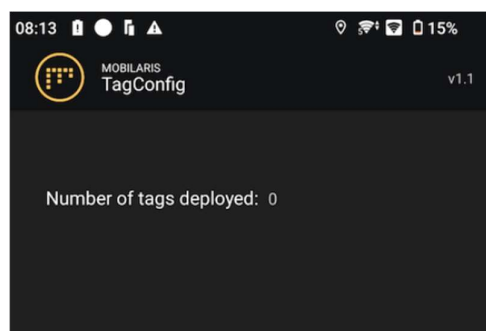 08:13 15%
MOBILARIS
TagConfig
v1.1
Number of tags deployed: 0